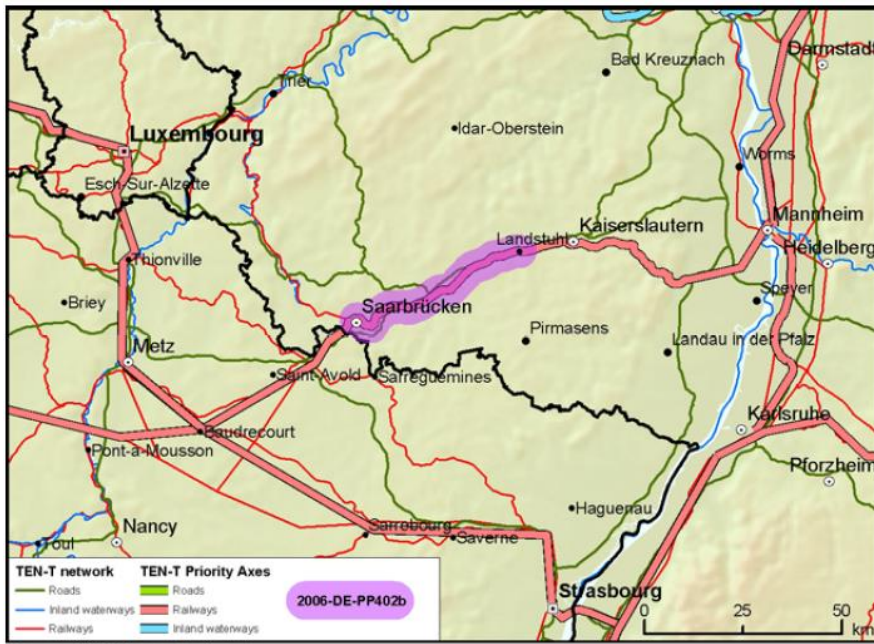 Darmstadt
Bad Kreuznach
Trier
Idar-Oberstein
Luxembourg
Worms
Esch-Sur-Alzette
Mannheim
Kaiserslautern
Landstuhl
Heidelberg
Thionville
Briey
Speyer
Saarbrücken
Pirmasens
Landau in der Pfalz
Metz
Saint-Avold
Safreguemines
Karlsruhe
Baudrecourt
Pont-a-Mousson
Pforzheim
Haguenau
Nancy
Sarrebourg
Saverne
Toul
Strasbourg
TEN-T network
Roads
Inland waterways
Railways
TEN-T Priority Axes
Roads
Railways
Inland waterways
2006-DE-PP402b
0 25 50
km